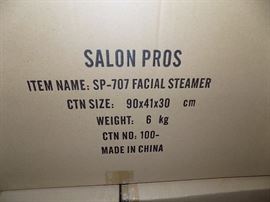 SALON PROS
ITEM NAME: SP-707 FACIAL STEAMER
CTN SIZE: 90x41x30 cm
WEIGHT: 6 kg
CTN NO: 100-
MADE IN CHINA